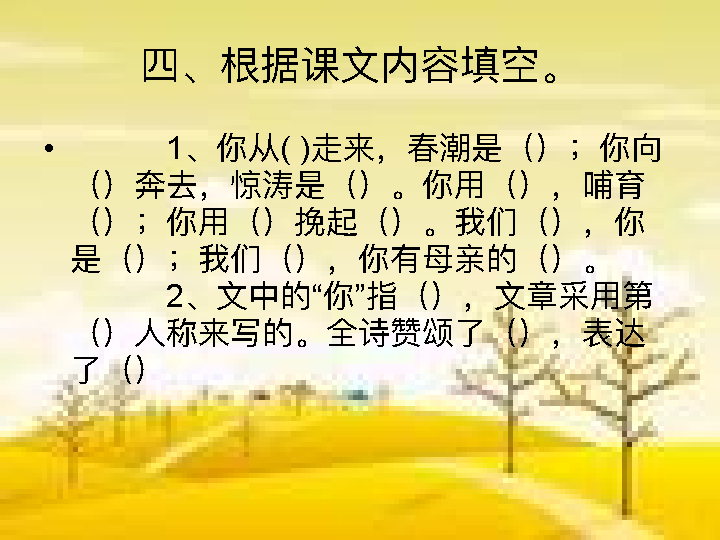 四、根据课文内容填空。
• 1、你从( )走来，春潮是（）；你向
（）奔去，惊涛是（）。你用（），哺育
（）；你用（）挽起（）。我们（），你
是（）；我们（），你有母亲的（）。
2、文中的“你”指（），文章采用第
（）人称来写的。全诗赞颂了（），表达
了（）